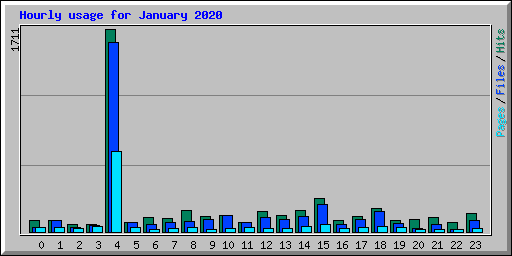 Hourly usage for January 2020
1711
Pages/Files/Hits
0 1 2 3 4 5 6 7 8 9 10 11 12 13 14 15 16 17 18 19 20 21 22 23